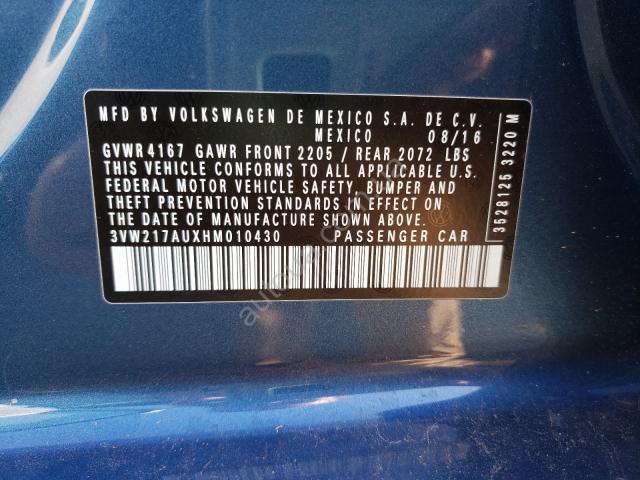 MFD BY VOLKSWAGEN DE MEXICO S.A. DE C.V.
MEXICO 08/16
GVWR 4167 GAWR FRONT 2205 / REAR 2072 LBS
THIS VEHICLE CONFORMS TO ALL APPLICABLE U.S.
FEDERAL MOTOR VEHICLE SAFETY, BUMPER AND
THEFT PREVENTION STANDARDS IN EFFECT ON THE
DATE OF MANUFACTURE SHOWN ABOVE.
3VW217AUXHM010430 PASSENGER CAR
3528125 3220 M